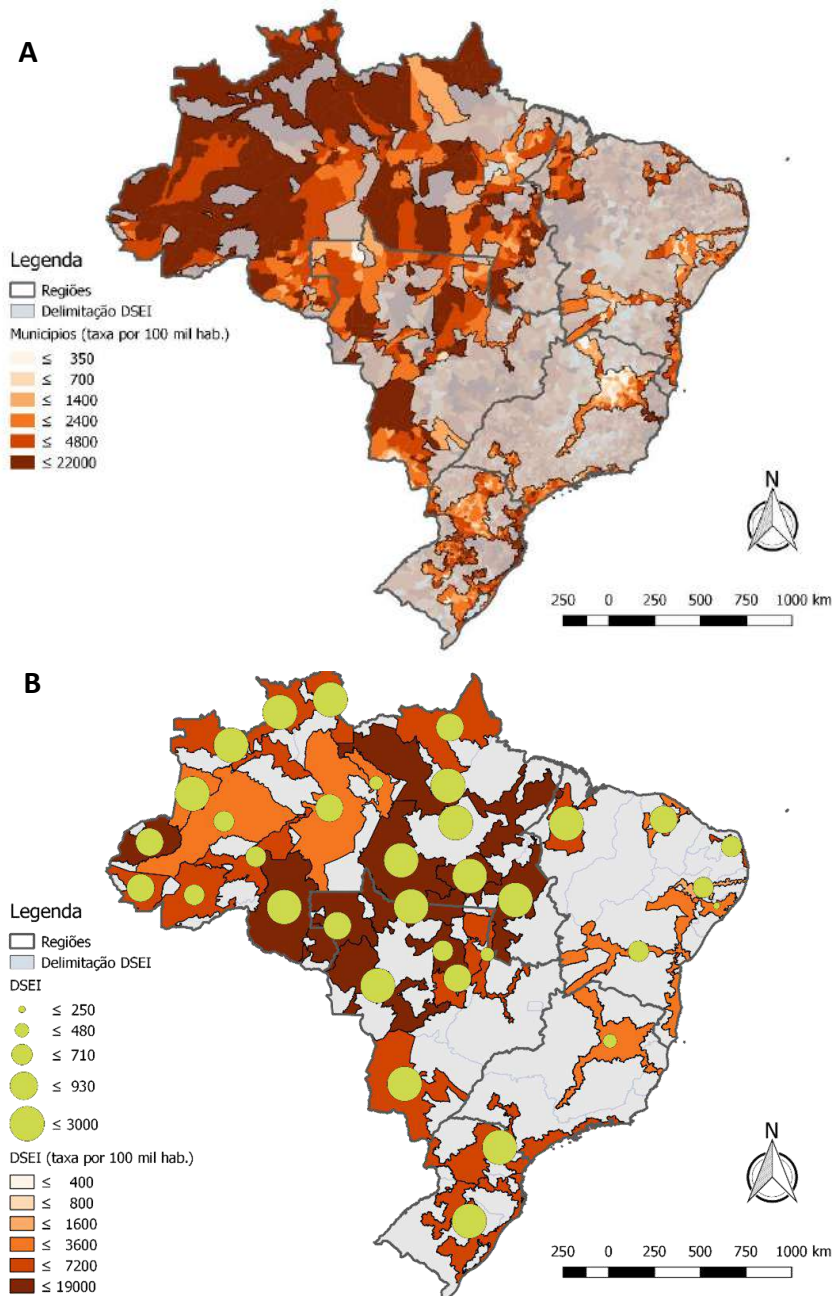 A
Legenda
Regiões
Delimitação DSEI
Municípios (taxa por 100 mil hab.)
≤ 350
≤ 700
≤ 1400
≤ 2400
≤ 4800
≤ 22000
N
250 0 250 500 750 1000 km
B
Legenda
Regiões
Delimitação DSEI
DSEI
≤ 250
≤ 480
≤ 710
≤ 930
≤ 3000
DSEI (taxa por 100 mil hab.)
≤ 400
≤ 800
≤ 1600
≤ 3600
≤ 7200
≤ 19000
N
250 0 250 500 750 1000 km